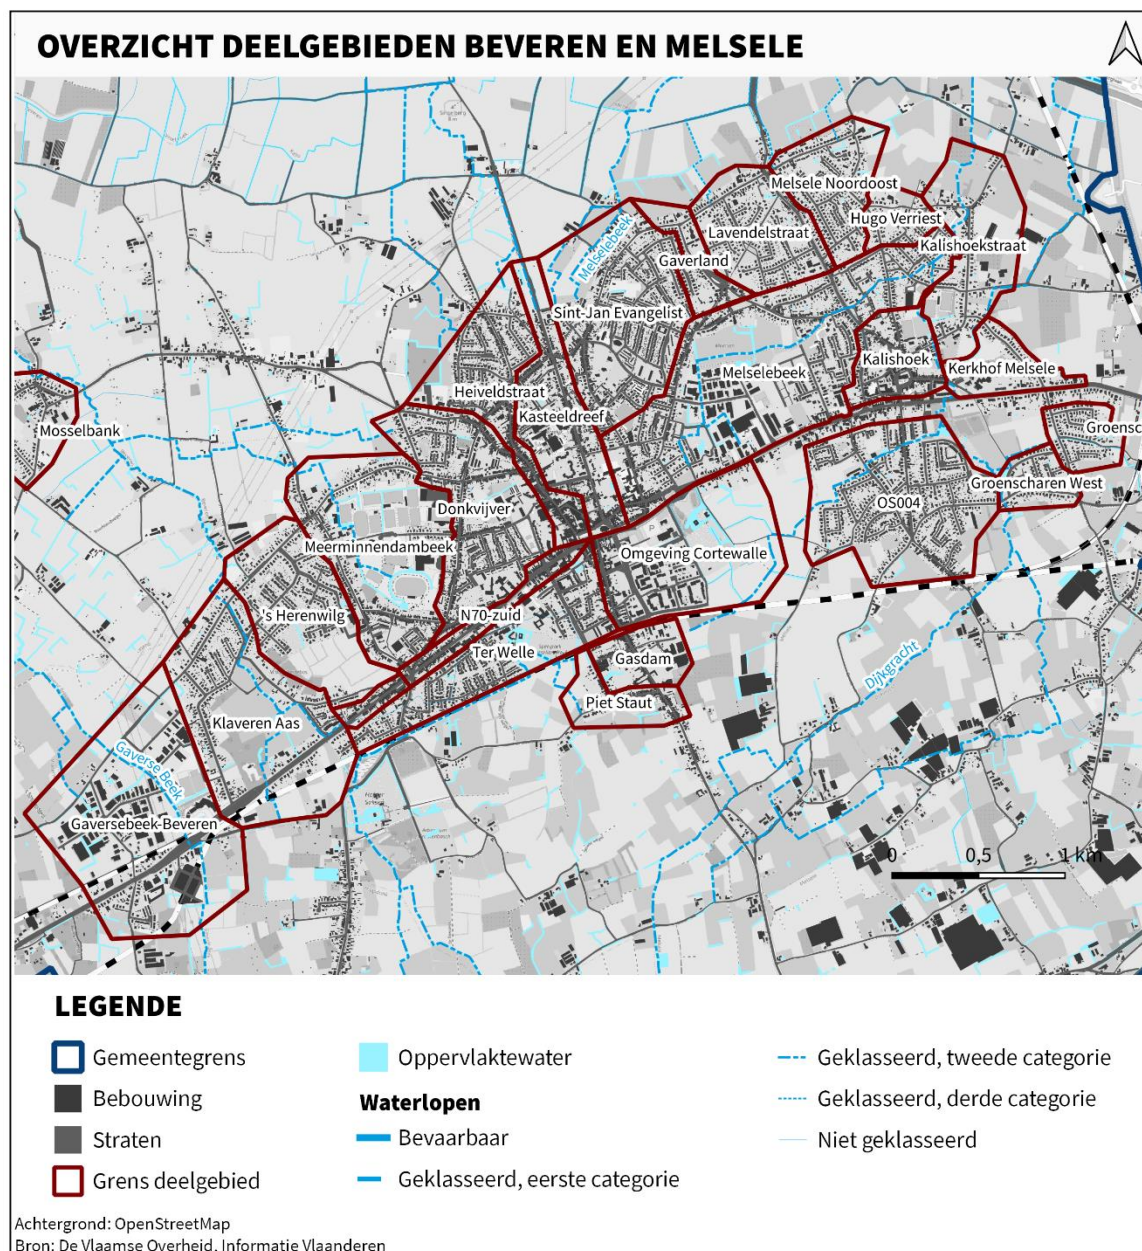 OVERZICHT DEELGEBIEDEN BEVEREN EN MELSELE
Melsele Noordoost
Hugo Verriest
Lavendelstraat
Kalishoekstraat
Melselebeek
Gaverland
Sint-Jan Evangelist
Kalishoek
Melselebeek
Kerkhof Melsele
Heiveldstraat
Kasteeldreef
Mosselbank
Groensc
Groenscharen West
OS004
Donkvijver
Meerminnendambeek
Omgeving Cortewalle
's Herenwilg
N70-zuid
Ter Welle
Gasdam
Dijkgracht
Piet Staut
Klaveren Aas
Gaverse Beek
Gaversebeek-Beveren
0 0,5 1 km
LEGENDE
Gemeentegrens
Bebouwing
Straten
Grens deelgebied
Oppervlaktewater
Waterlopen
Bevaarbaar
Geklasseerd, eerste categorie
Geklasseerd, tweede categorie
Geklasseerd, derde categorie
Niet geklasseerd
Achtergrond: OpenStreetMap
Bron: De Vlaamse Overheid, Informatie Vlaanderen